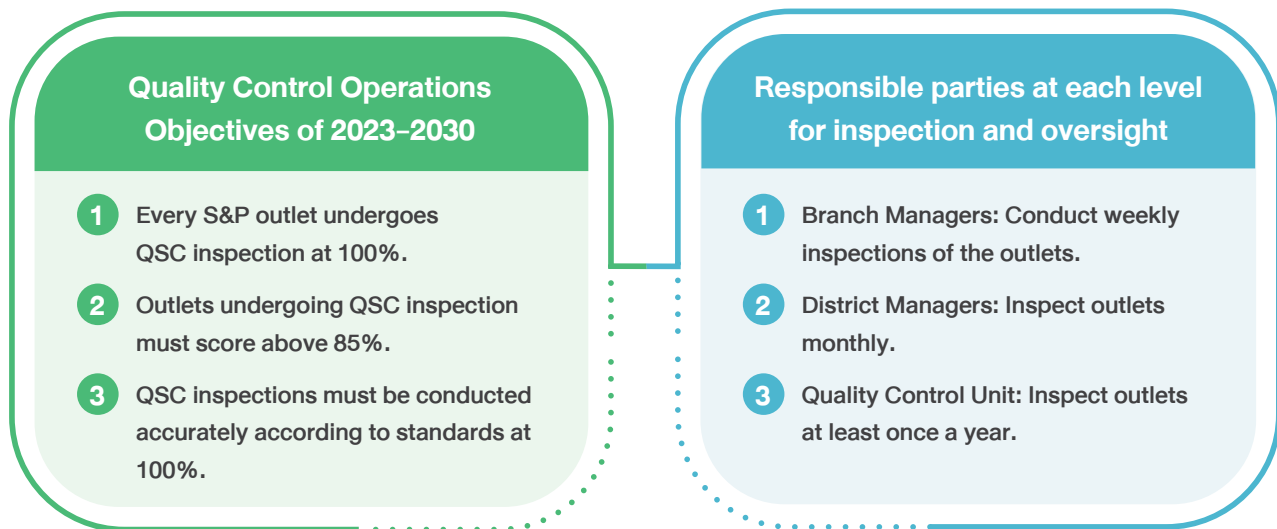 Quality Control Operations
Objectives of 2023–2030
1 Every S&P outlet undergoes
QSC inspection at 100%.
2 Outlets undergoing QSC inspection
must score above 85%.
3 QSC inspections must be conducted
accurately according to standards at
100%.
Responsible parties at each level
for inspection and oversight
1 Branch Managers: Conduct weekly
inspections of the outlets.
2 District Managers: Inspect outlets
monthly.
3 Quality Control Unit: Inspect outlets
at least once a year.